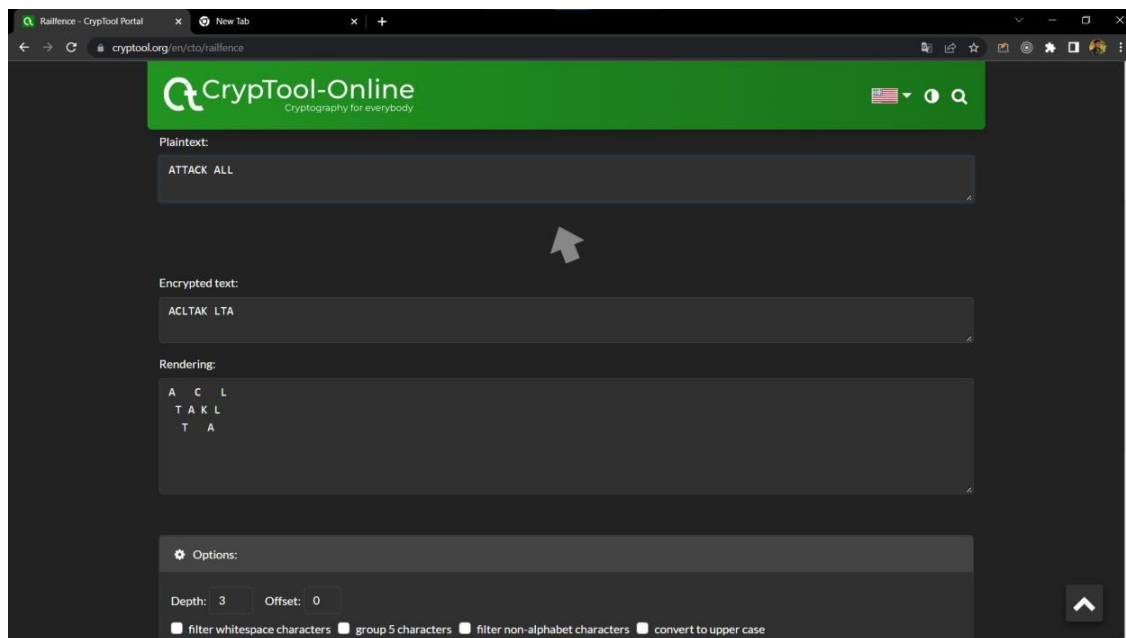 Railfence - CrypTool Portal
New Tab
cryptool.org/en/cto/railfence
CrypTool-Online
Cryptography for everybody
Plaintext:
ATTACK ALL
Encrypted text:
ACLTAK LTA
Rendering:
A   C   L
 T A K L
  T   A
Options:
Depth: 3 Offset: 0
filter whitespace characters group 5 characters filter non-alphabet characters convert to upper case